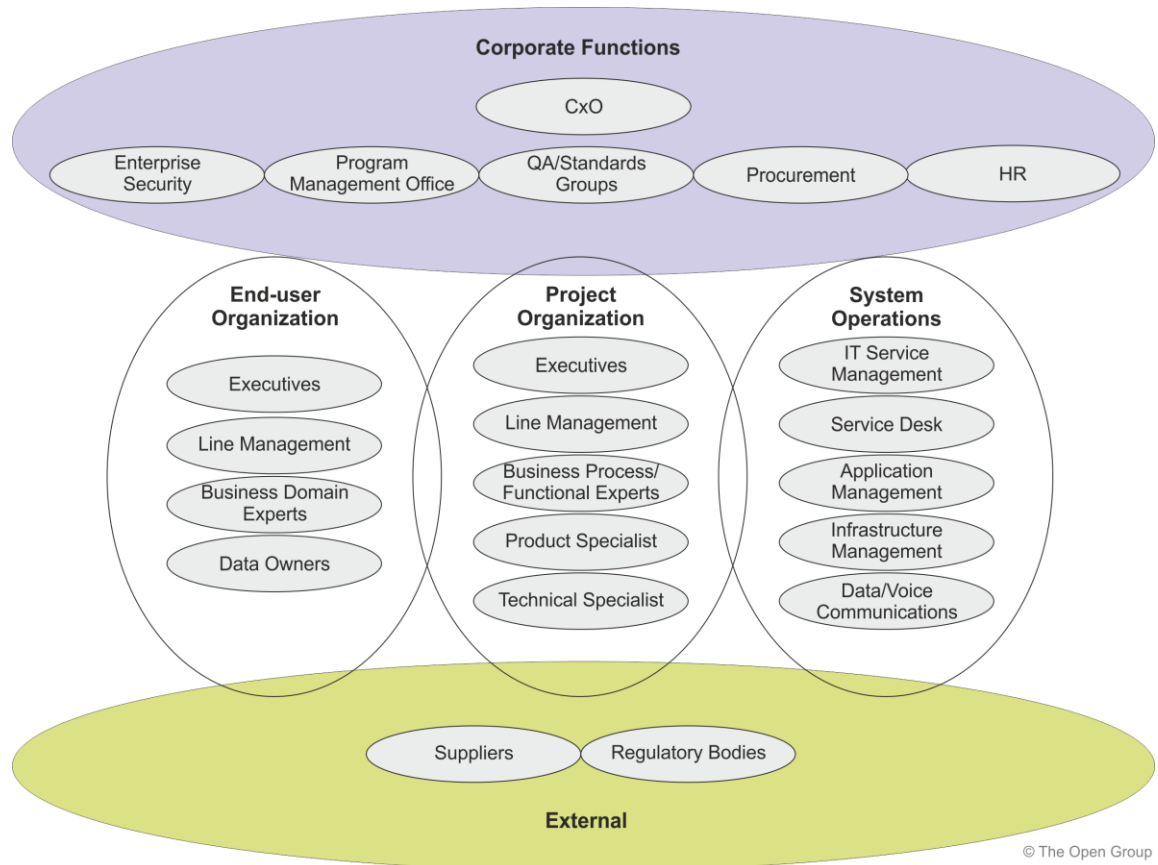 Corporate Functions
CxO
Enterprise
Security
Program
Management Office
QA/Standards
Groups
Procurement
HR
End-user
Organization
Executives
Line Management
Business Domain
Experts
Data Owners
Project
Organization
Executives
Line Management
Business Process/
Functional Experts
Product Specialist
Technical Specialist
System
Operations
IT Service
Management
Service Desk
Application
Management
Infrastructure
Management
Data/Voice
Communications
Suppliers
Regulatory Bodies
External
© The Open Group